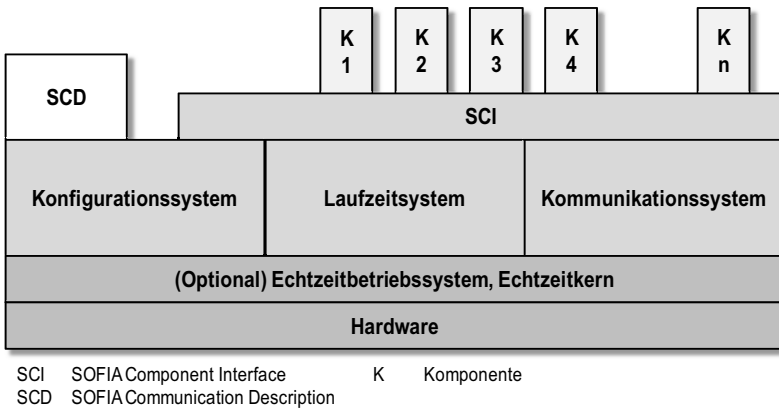 K 1
K 2
K 3
K 4
K n
SCD
SCI
Konfigurationssystem
Laufzeitsystem
Kommunikationssystem
(Optional) Echtzeitbetriebssystem, Echtzeitkern
Hardware
SCI SOFIA Component Interface K Komponente
SCD SOFIA Communication Description